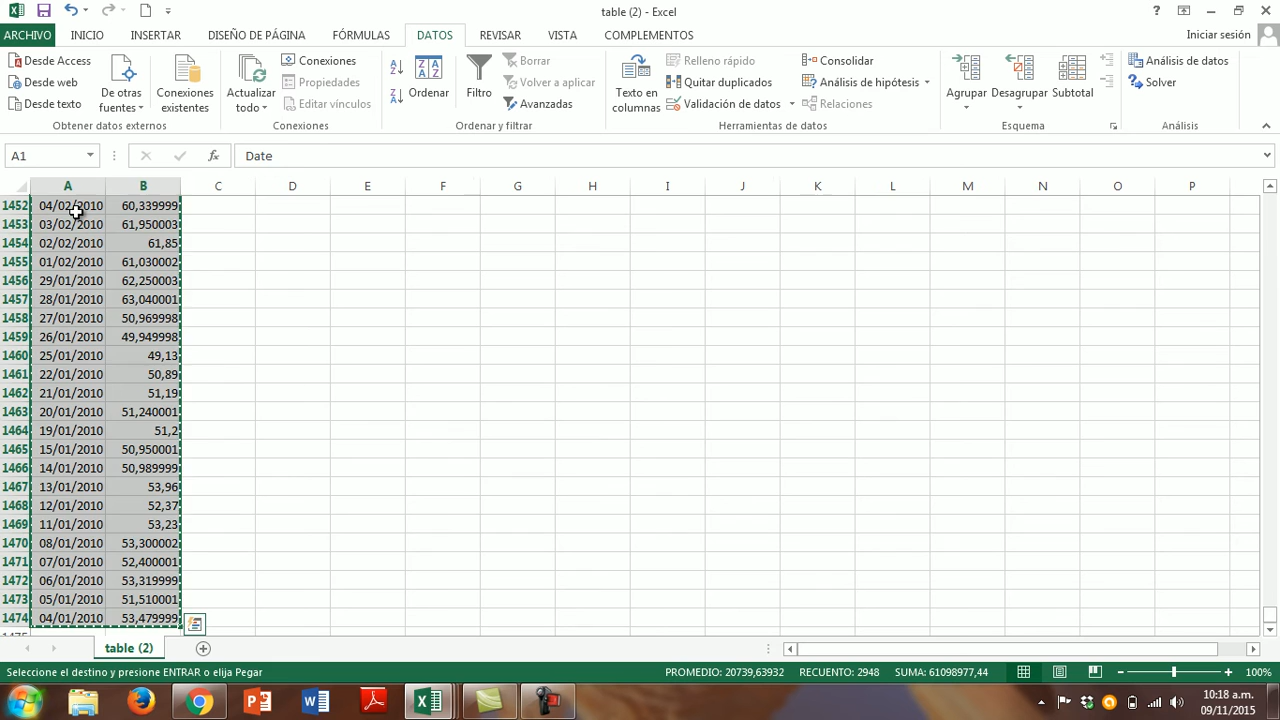 table (2) - Excel
ARCHIVO INICIO INSERTAR DISEÑO DE PÁGINA FÓRMULAS DATOS REVISAR VISTA COMPLEMENTOS Iniciar sesión
Desde Access
Desde web
Desde texto
De otras
fuentes
Conexiones
existentes
Obtener datos externos
Actualizar
todo
Conexiones
Propiedades
Editar vínculos
Conexiones
Ordenar
Filtro
Borrar
Volver a aplicar
Avanzadas
Ordenar y filtrar
Texto en
columnas
Relleno rápido
Quitar duplicados
Validación de datos
Consolidar
Análisis de hipótesis
Relaciones
Herramientas de datos
Agrupar Desagrupar Subtotal
Esquema
Análisis de datos
Solver
Análisis
A1 fx Date
A B C D E F G H I J K L M N O P
1452 04/02/2010 60,339999
1453 03/02/2010 61,950003
1454 02/02/2010 61,85
1455 01/02/2010 61,030002
1456 29/01/2010 62,250003
1457 28/01/2010 63,040001
1458 27/01/2010 50,969998
1459 26/01/2010 49,949998
1460 25/01/2010 49,13
1461 22/01/2010 50,89
1462 21/01/2010 51,19
1463 20/01/2010 51,240001
1464 19/01/2010 51,2
1465 15/01/2010 50,950001
1466 14/01/2010 50,989999
1467 13/01/2010 53,96
1468 12/01/2010 52,37
1469 11/01/2010 53,23
1470 08/01/2010 53,300002
1471 07/01/2010 52,400001
1472 06/01/2010 53,319999
1473 05/01/2010 51,510001
1474 04/01/2010 53,479999
1475
table (2)
Seleccione el destino y presione ENTRAR o elija Pegar PROMEDIO: 20739,63932 RECUENTO: 2948 SUMA: 61098977,44 100%
10:18 a.m.
09/11/2015